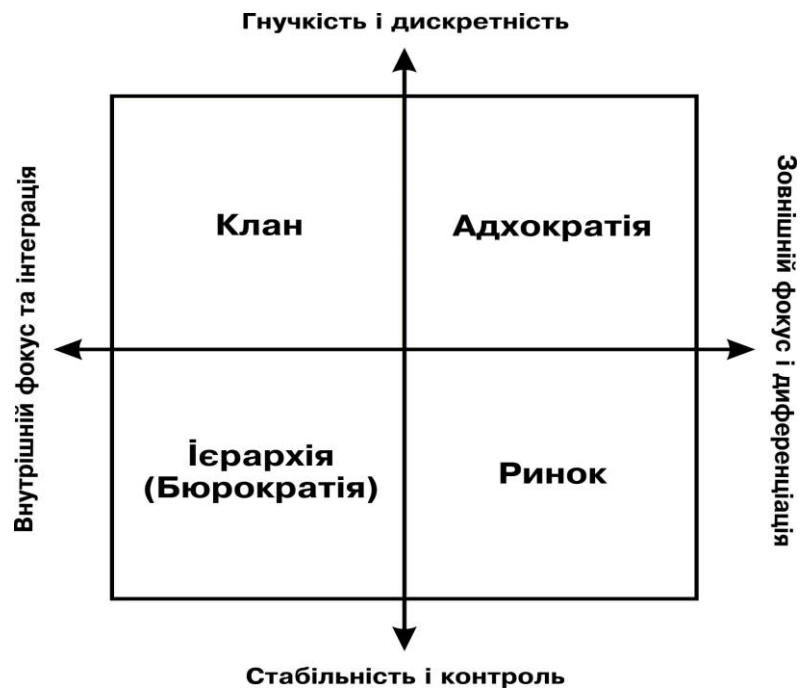 Гнучкість і дискретність
Внутрішній фокус та інтеграція
Зовнішній фокус і диференціація
Клан
Адхократія
Ієрархія
(Бюрократія)
Ринок
Стабільність і контроль